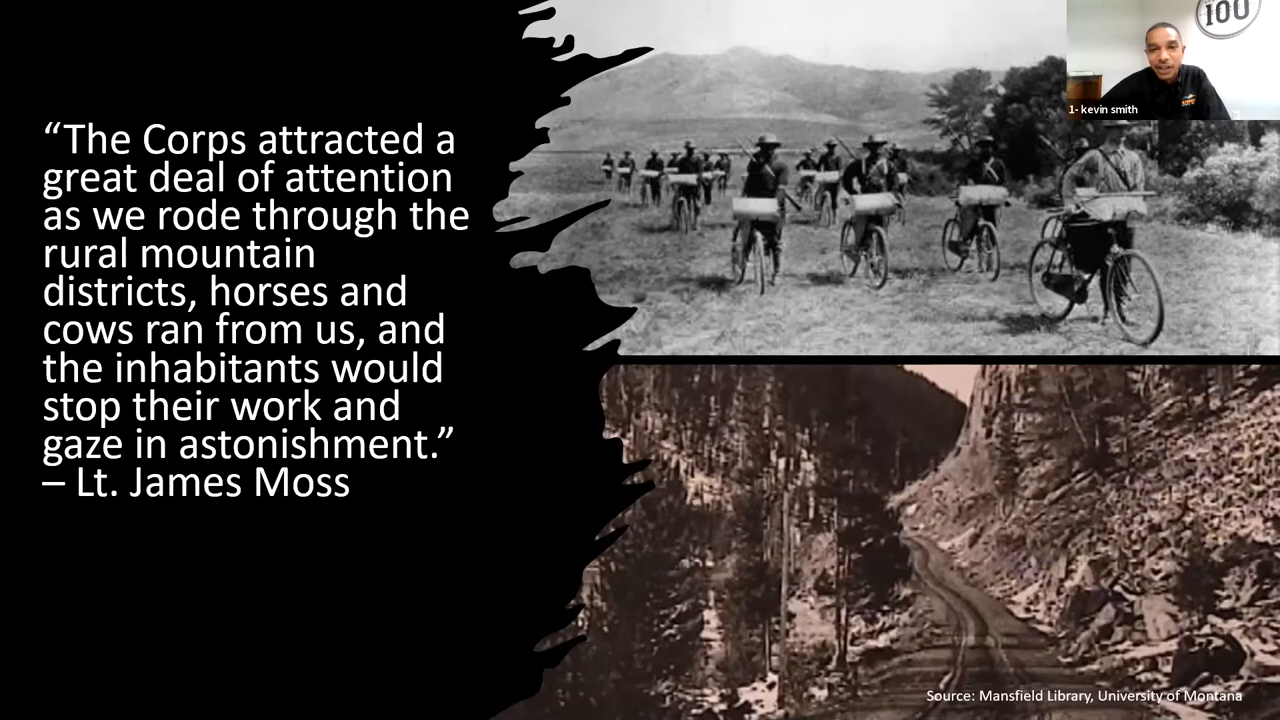 “The Corps attracted a
great deal of attention
as we rode through the
rural mountain
districts, horses and
cows ran from us, and
the inhabitants would
stop their work and
gaze in astonishment.”
– Lt. James Moss
100
1- kevin smith
Source: Mansfield Library, University of Montana